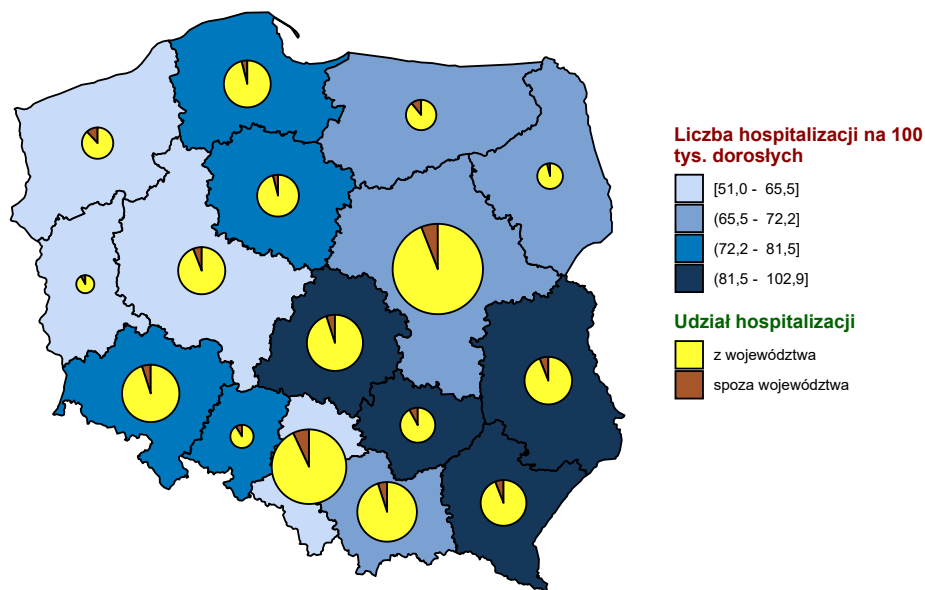 Liczba hospitalizacji na 100
tys. dorosłych
[51,0 - 65,5]
(65,5 - 72,2]
(72,2 - 81,5]
(81,5 - 102,9]
Udział hospitalizacji
z województwa
spoza województwa